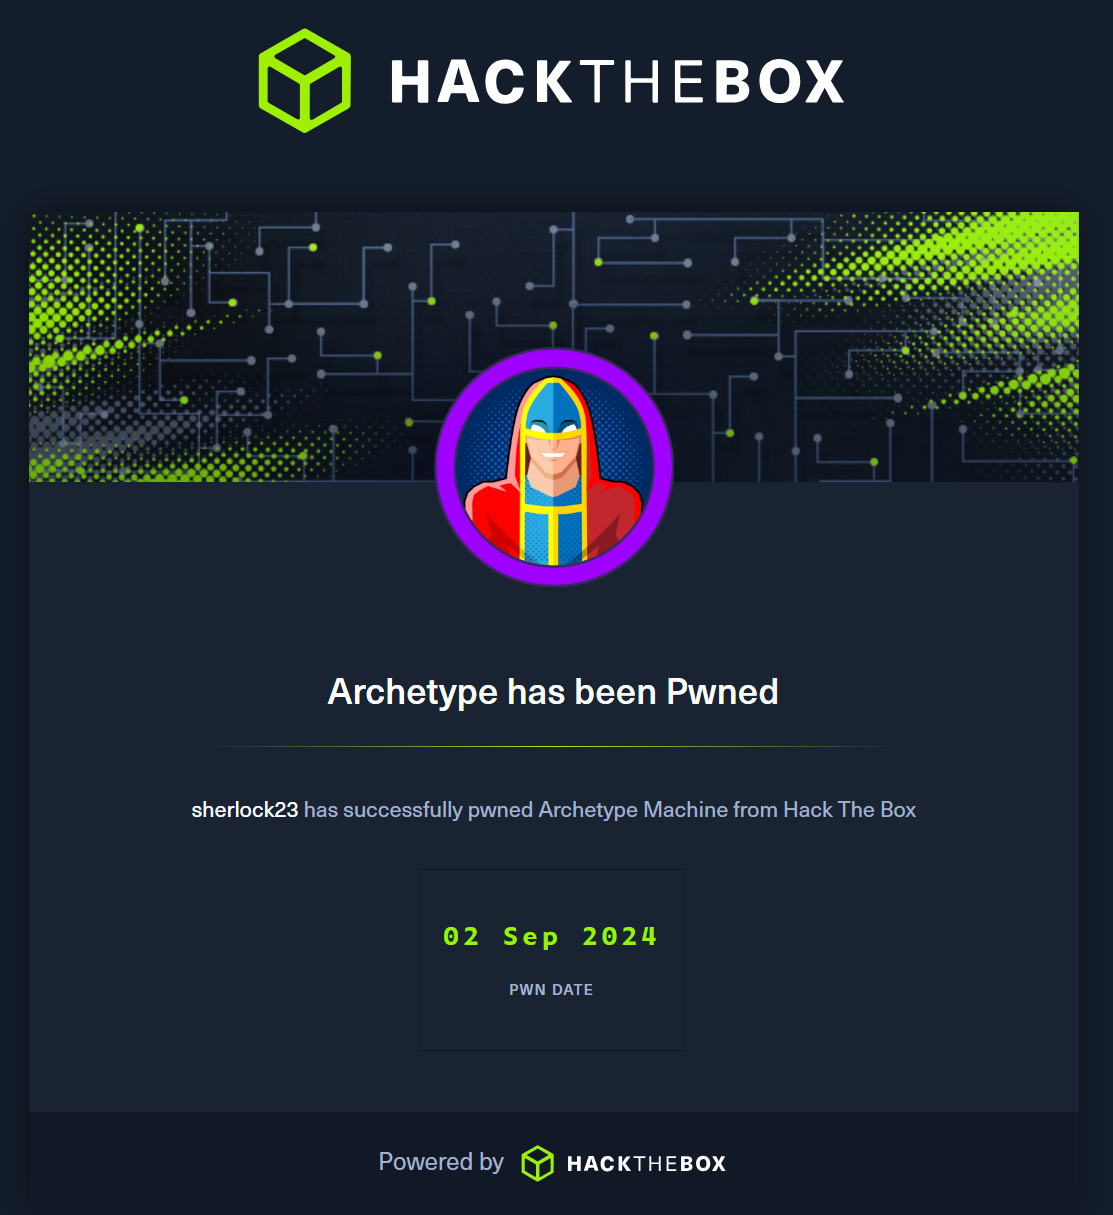 HACKTHEBOX
Archetype has been Pwned
sherlock23 has successfully pwned Archetype Machine from Hack The Box
02 Sep 2024
PWN DATE
Powered by HACKTHEBOX